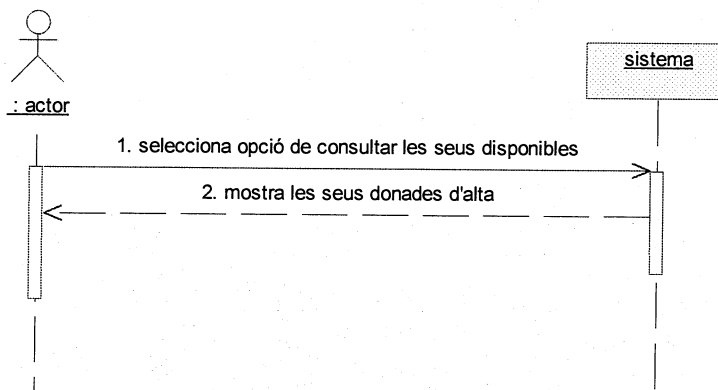 sistema
: actor
1. selecciona opció de consultar les seus disponibles
2. mostra les seus donades d'alta